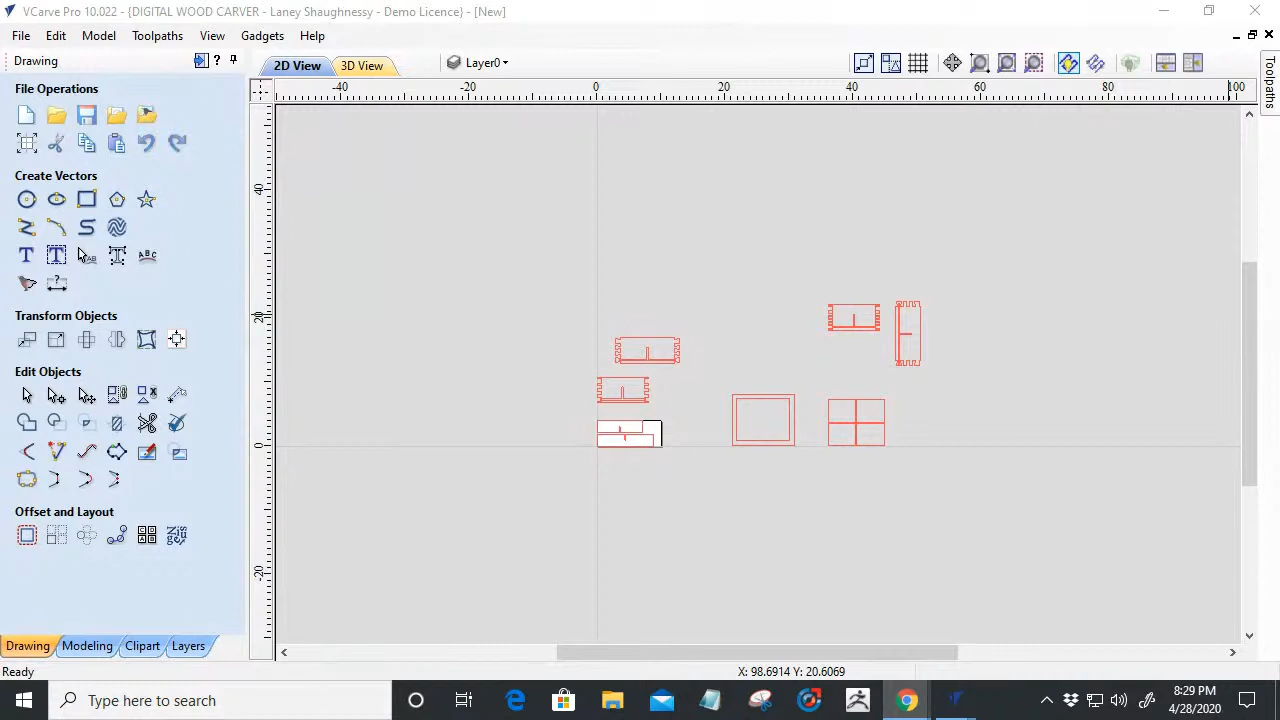 VCarve Pro 10.022 - {DIGITAL WOOD CARVER - Laney Shaughnessy - Demo Licence} - [New]
File Edit Model Toolpaths View Gadgets Help
Drawing
2D View 3D View Layer0
File Operations
Create Vectors
Transform Objects
Edit Objects
Offset and Layout
-40 -20 0 20 40 60 80 100
40
20
0
-20
Toolpaths
Drawing Modeling Clipart Layers
Ready
X: 98.6914 Y: 20.6069
Type here to search
8:29 PM
4/28/2020